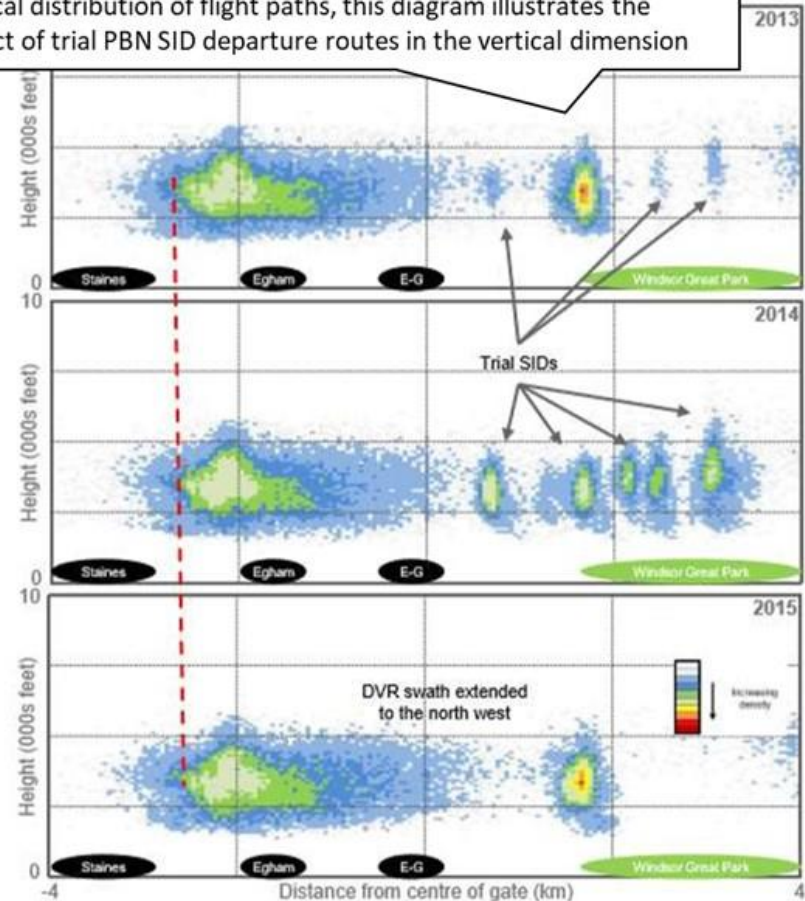 cal distribution of flight paths, this diagram illustrates the
ct of trial PBN SID departure routes in the vertical dimension
2013
Height (000s feet)
0
Staines
Egham
E-G
Windsor Great Park
10
2014
Trial SIDs
Height (000s feet)
0
Staines
Egham
E-G
Windsor Great Park
10
2015
DVR swath extended
to the north west
Increasing
density
Height (000s feet)
0
Staines
Egham
E-G
Windsor Great Park
-4
Distance from centre of gate (km)
4